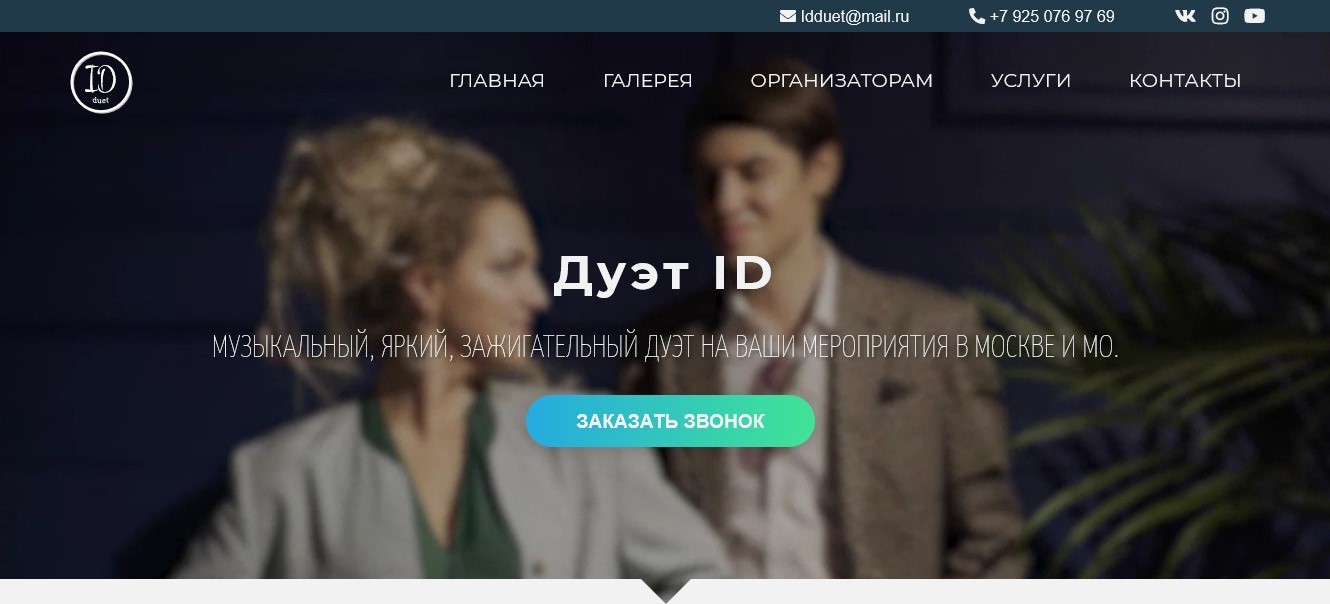 Idduet@mail.ru +7 925 076 97 69
ID
duet
ГЛАВНАЯ ГАЛЕРЕЯ ОРГАНИЗАТОРАМ УСЛУГИ КОНТАКТЫ
Дуэт ID
МУЗЫКАЛЬНЫЙ, ЯРКИЙ, ЗАЖИГАТЕЛЬНЫЙ ДУЭТ НА ВАШИ МЕРОПРИЯТИЯ В МОСКВЕ И МО.
ЗАКАЗАТЬ ЗВОНОК